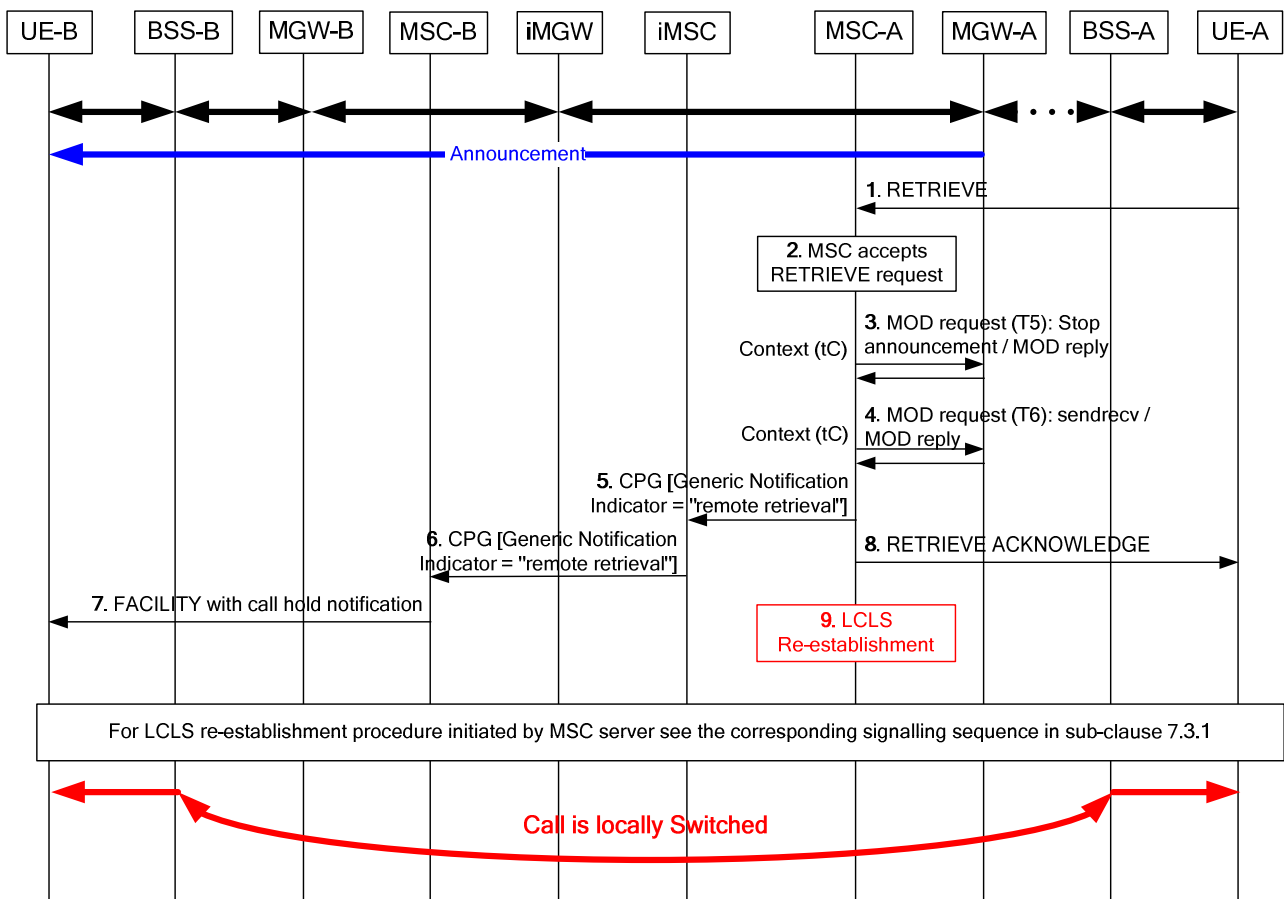 UE-B
BSS-B
MGW-B
MSC-B
iMGW
iMSC
MSC-A
MGW-A
BSS-A
UE-A
Announcement
1. RETRIEVE
2. MSC accepts
RETRIEVE request
3. MOD request (T5): Stop
announcement / MOD reply
Context (tC)
4. MOD request (T6): sendrecv /
MOD reply
Context (tC)
5. CPG [Generic Notification
Indicator = "remote retrieval"]
6. CPG [Generic Notification
Indicator = "remote retrieval"]
8. RETRIEVE ACKNOWLEDGE
7. FACILITY with call hold notification
9. LCLS
Re-establishment
For LCLS re-establishment procedure initiated by MSC server see the corresponding signalling sequence in sub-clause 7.3.1
Call is locally Switched